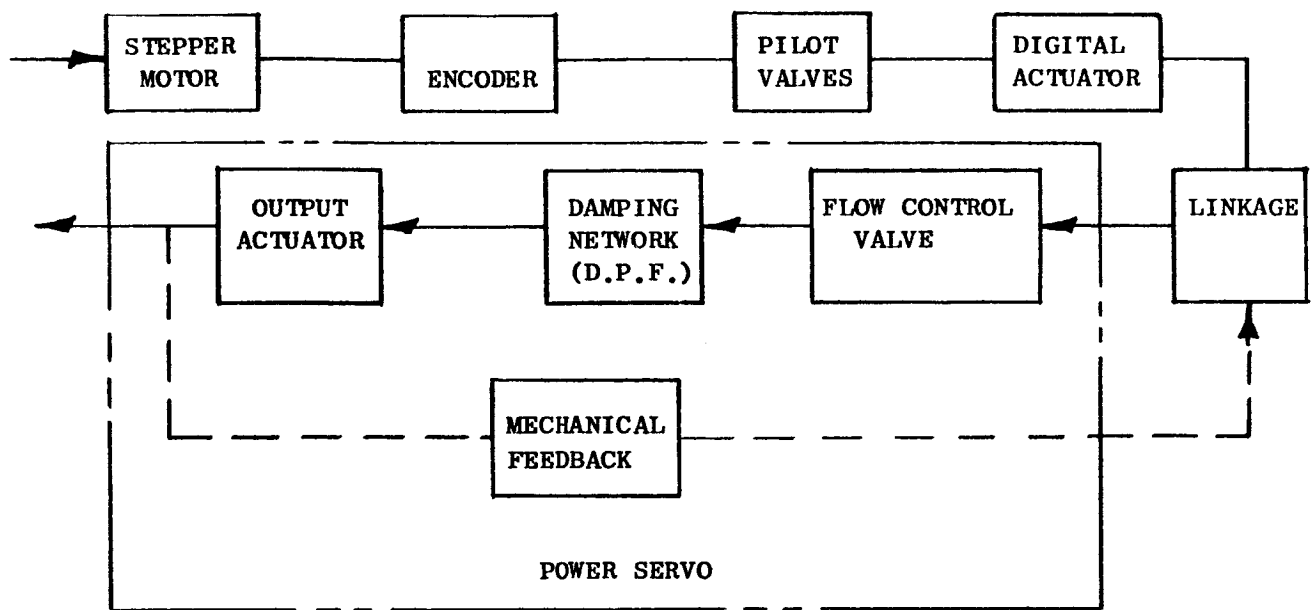 STEPPER
MOTOR
ENCODER
PILOT
VALVES
DIGITAL
ACTUATOR
OUTPUT
ACTUATOR
DAMPING
NETWORK
(D.P.F.)
FLOW CONTROL
VALVE
LINKAGE
MECHANICAL
FEEDBACK
POWER SERVO